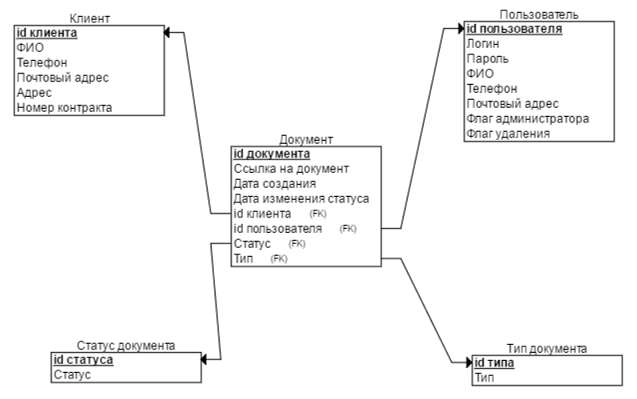 Клиент
id клиента
ФИО
Телефон
Почтовый адрес
Адрес
Номер контракта
Пользователь
id пользователя
Логин
Пароль
ФИО
Телефон
Почтовый адрес
Флаг администратора
Флаг удаления
Документ
id документа
Ссылка на документ
Дата создания
Дата изменения статуса
id клиента (FK)
id пользователя (FK)
Статус (FK)
Тип (FK)
Статус документа
id статуса
Статус
Тип документа
id типа
Тип